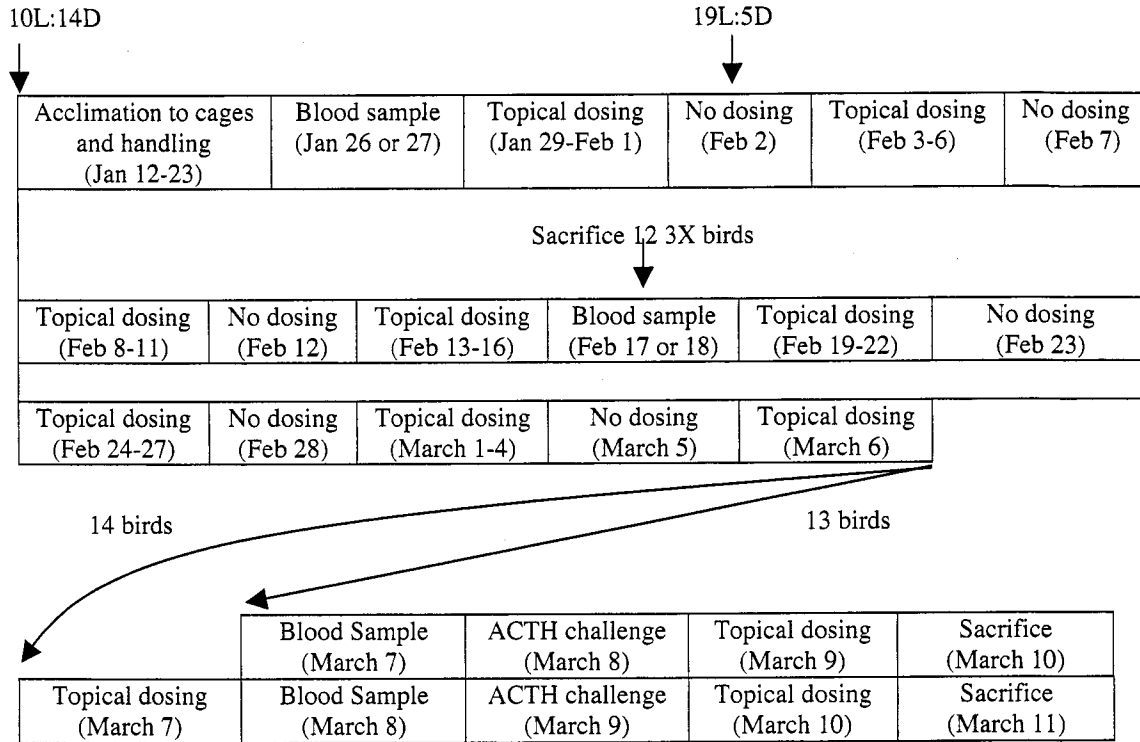 10L:14D
19L:5D
Acclimation to cages
and handling
(Jan 12-23)
Blood sample
(Jan 26 or 27)
Topical dosing
(Jan 29-Feb 1)
No dosing
(Feb 2)
Topical dosing
(Feb 3-6)
No dosing
(Feb 7)
Sacrifice 12 3X birds
Topical dosing
(Feb 8-11)
No dosing
(Feb 12)
Topical dosing
(Feb 13-16)
Blood sample
(Feb 17 or 18)
Topical dosing
(Feb 19-22)
No dosing
(Feb 23)
Topical dosing
(Feb 24-27)
No dosing
(Feb 28)
Topical dosing
(March 1-4)
No dosing
(March 5)
Topical dosing
(March 6)
14 birds
13 birds
Blood Sample
(March 7)
ACTH challenge
(March 8)
Topical dosing
(March 9)
Sacrifice
(March 10)
Topical dosing
(March 7)
Blood Sample
(March 8)
ACTH challenge
(March 9)
Topical dosing
(March 10)
Sacrifice
(March 11)